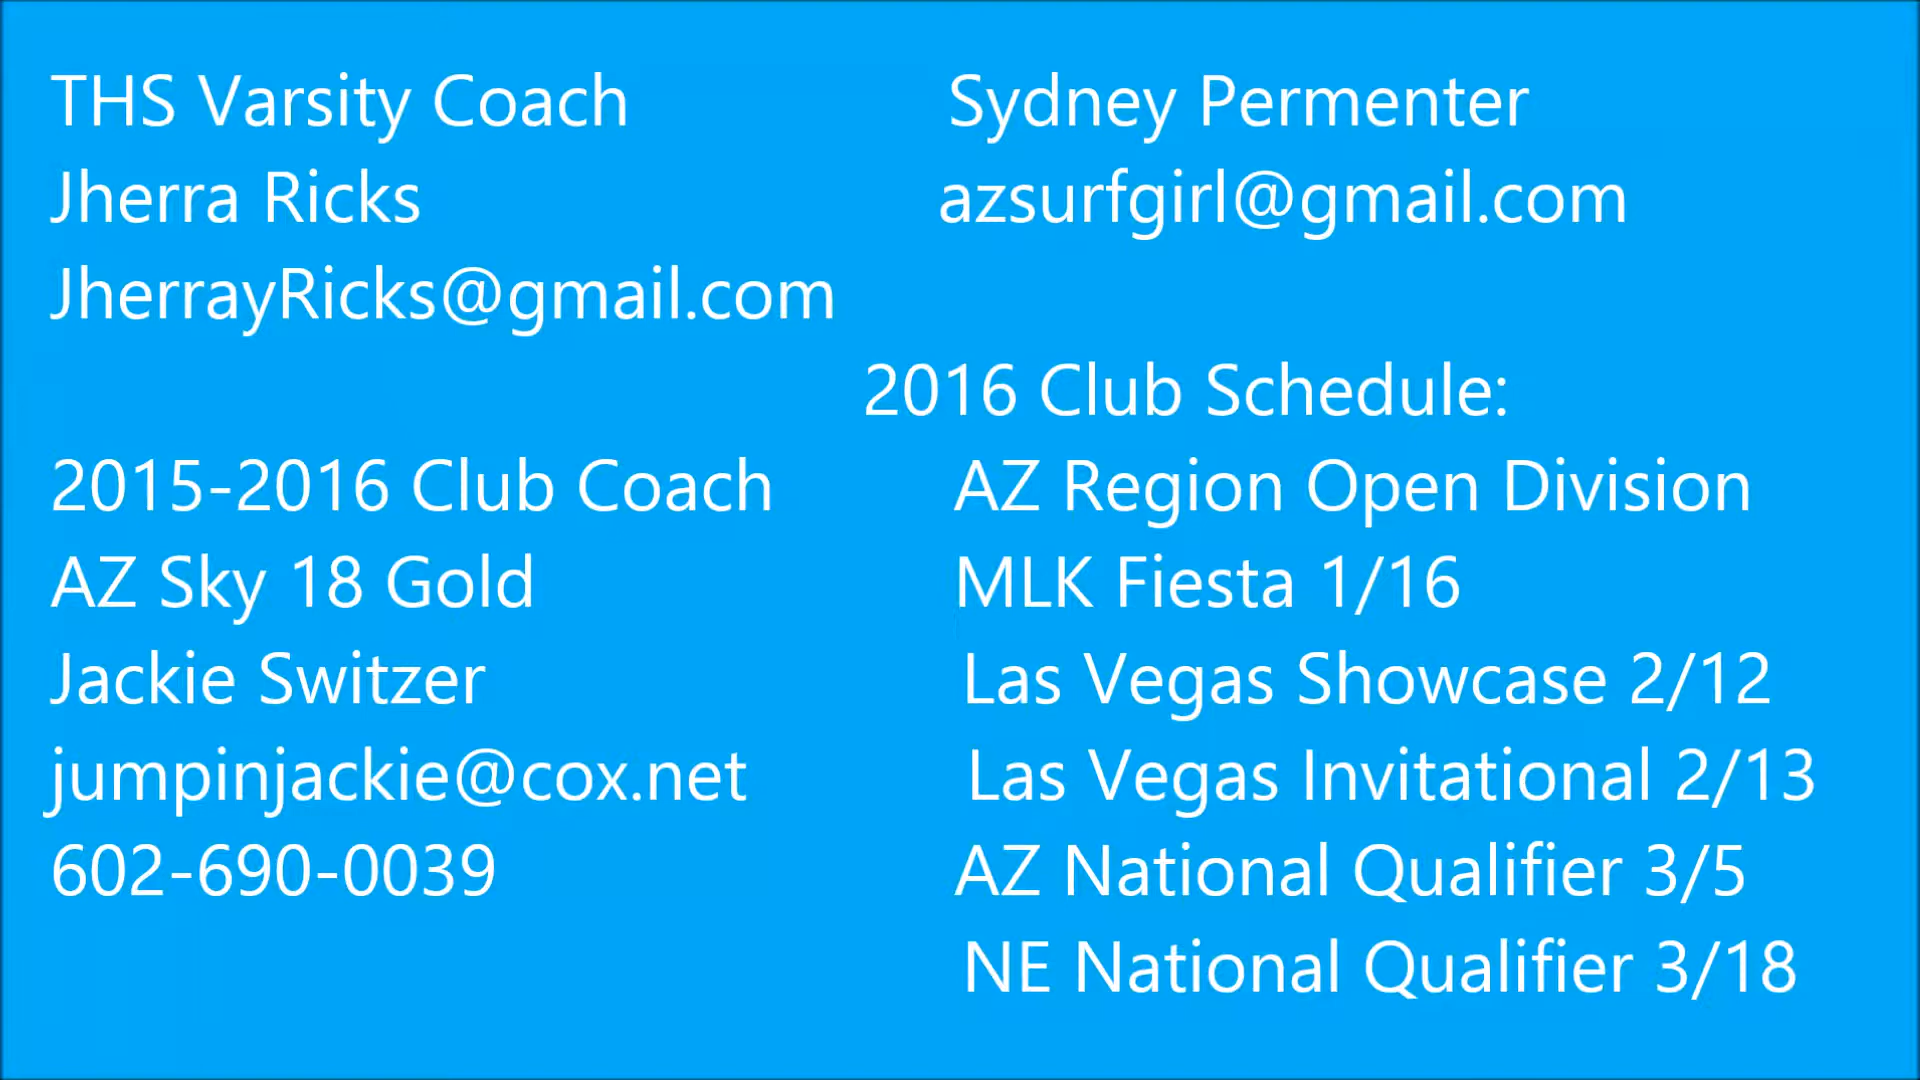 THS Varsity Coach
Jherra Ricks
JherrayRicks@gmail.com
2015-2016 Club Coach
AZ Sky 18 Gold
Jackie Switzer
jumpinjackie@cox.net
602-690-0039
Sydney Permenter
azsurfgirl@gmail.com
2016 Club Schedule:
AZ Region Open Division
MLK Fiesta 1/16
Las Vegas Showcase 2/12
Las Vegas Invitational 2/13
AZ National Qualifier 3/5
NE National Qualifier 3/18